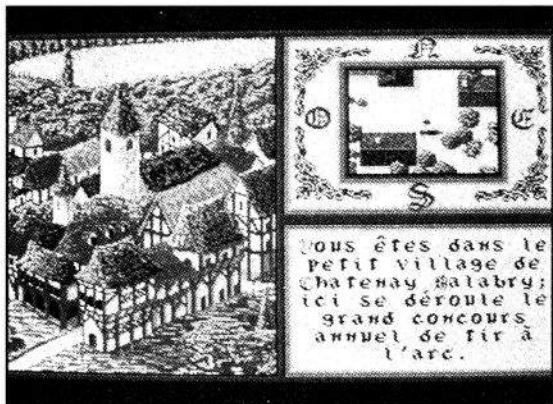 N
O
E
S
Vous êtes dans le
petit village de
Chatenay Malabry;
ici se déroule le
grand concours
annuel de tir à
l'arc.